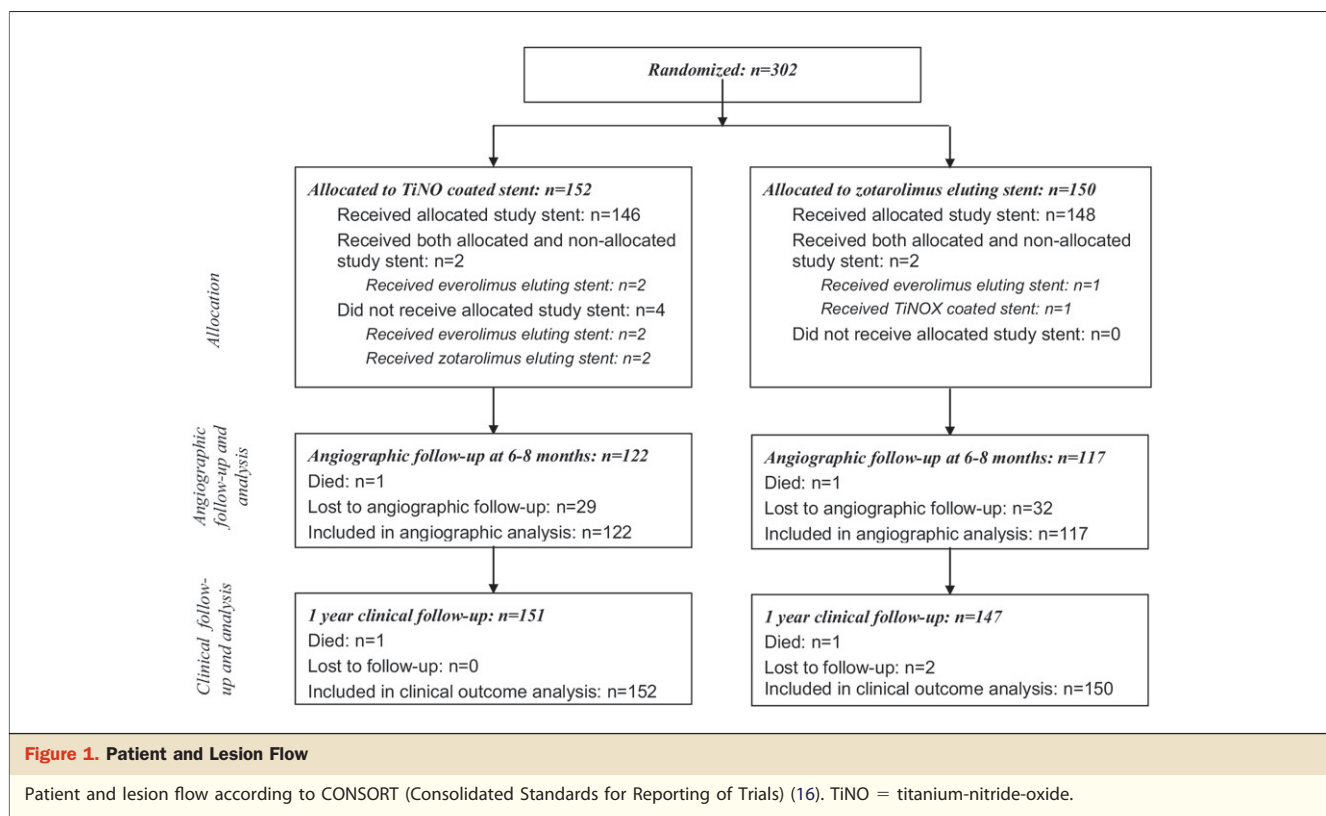 Randomized: n=302
Allocation
Allocated to TiNO coated stent: n=152
Received allocated study stent: n=146
Received both allocated and non-allocated
study stent: n=2
Received everolimus eluting stent: n=2
Did not receive allocated study stent: n=4
Received everolimus eluting stent: n=2
Received zotarolimus eluting stent: n=2
Allocated to zotarolimus eluting stent: n=150
Received allocated study stent: n=148
Received both allocated and non-allocated
study stent: n=2
Received everolimus eluting stent: n=1
Received TiNOX coated stent: n=1
Did not receive allocated study stent: n=0
Angiographic
follow-up and
analysis
Angiographic follow-up at 6-8 months: n=122
Died: n=1
Lost to angiographic follow-up: n=29
Included in angiographic analysis: n=122
Angiographic follow-up at 6-8 months: n=117
Died: n=1
Lost to angiographic follow-up: n=32
Included in angiographic analysis: n=117
Clinical follow-
up and analysis
1 year clinical follow-up: n=151
Died: n=1
Lost to follow-up: n=0
Included in clinical outcome analysis: n=152
1 year clinical follow-up: n=147
Died: n=1
Lost to follow-up: n=2
Included in clinical outcome analysis: n=150
Figure 1. Patient and Lesion Flow
Patient and lesion flow according to CONSORT (Consolidated Standards for Reporting of Trials) (16). TiNO = titanium-nitride-oxide.